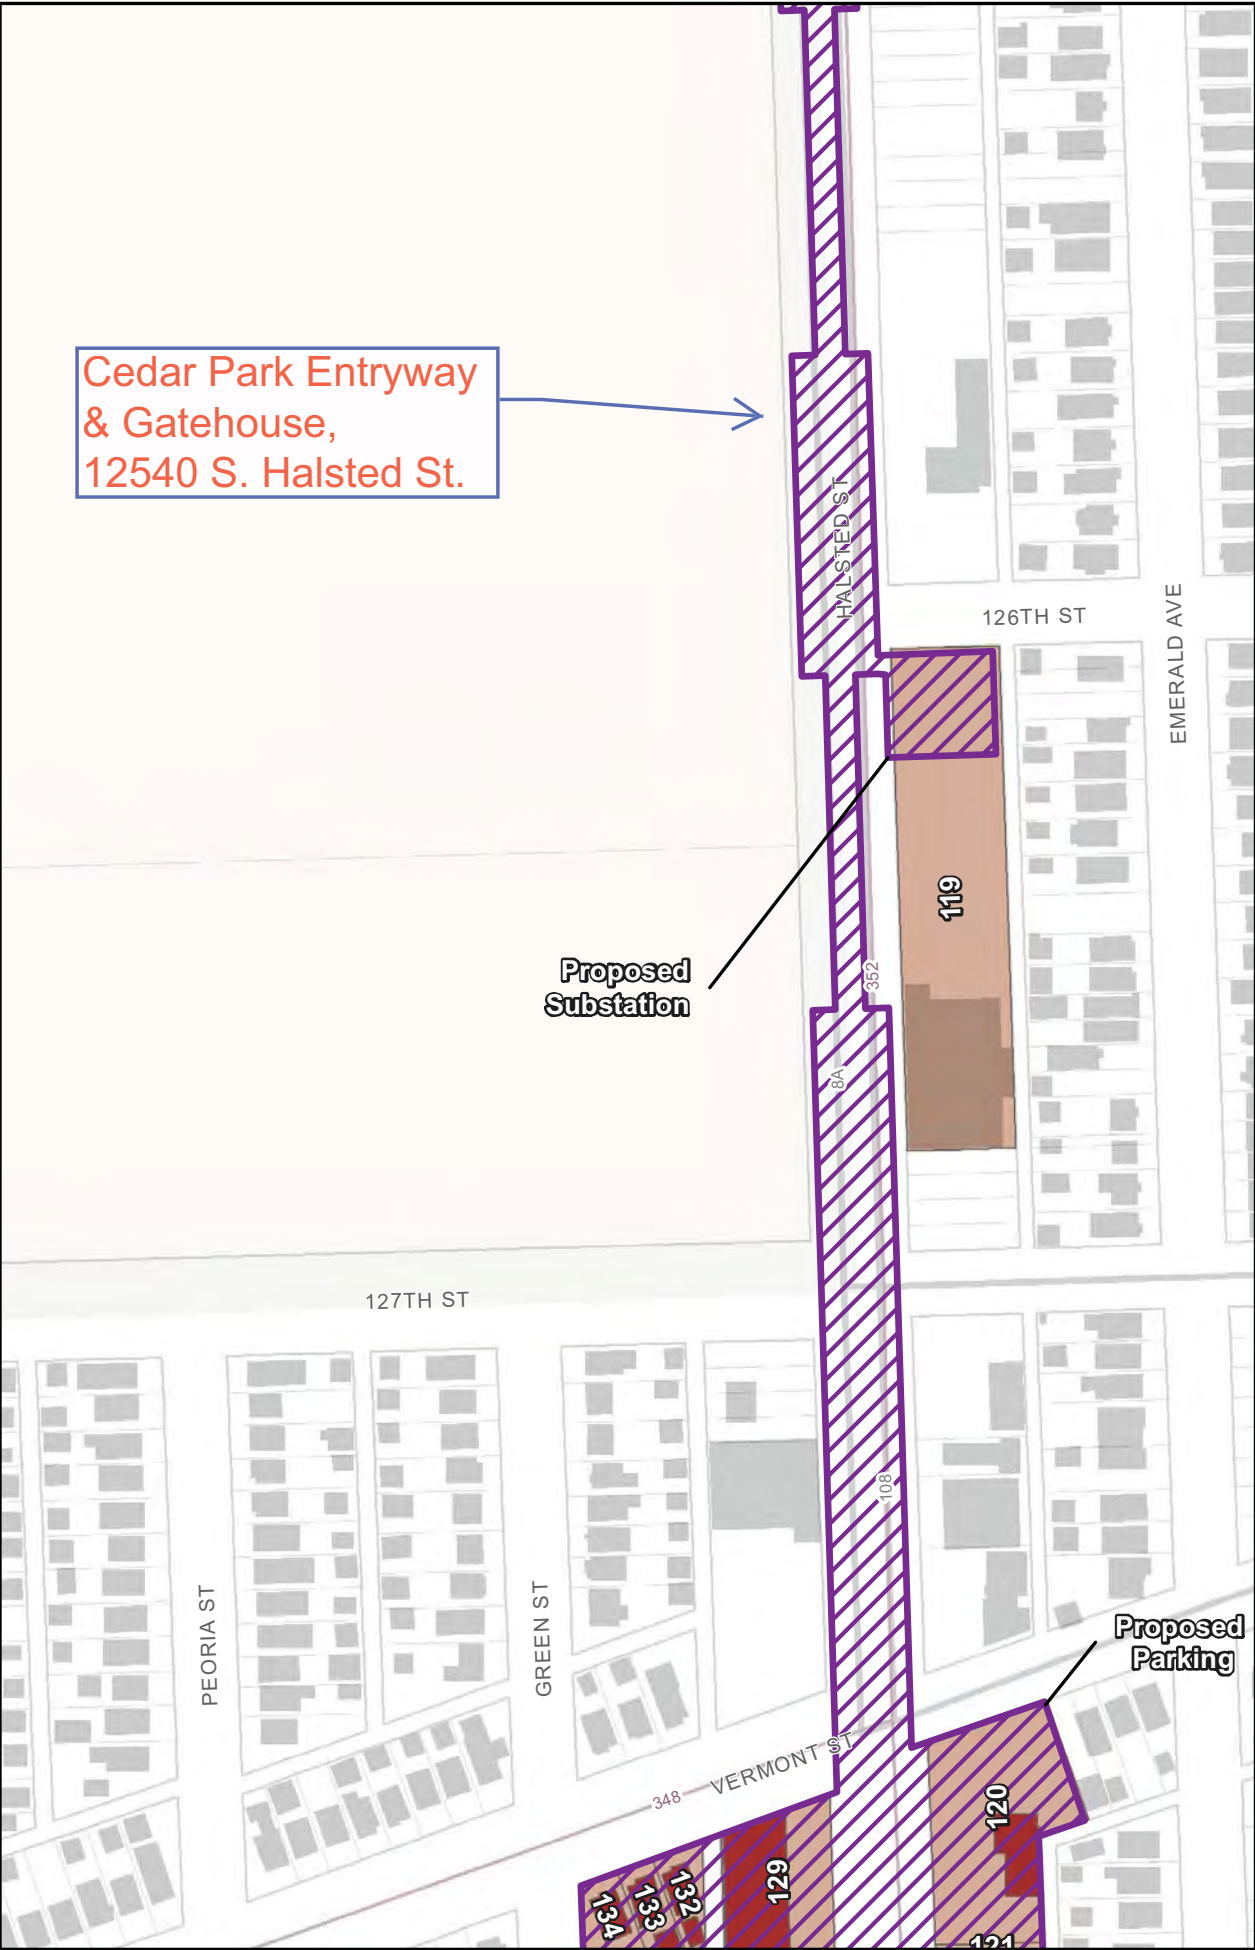 Cedar Park Entryway
& Gatehouse,
12540 S. Halsted St.
HALSTED ST
126TH ST
EMERALD AVE
119
Proposed
Substation
352
8A
127TH ST
108
PEORIA ST
GREEN ST
Proposed
Parking
VERMONT ST
348
120
129
132
133
134
121